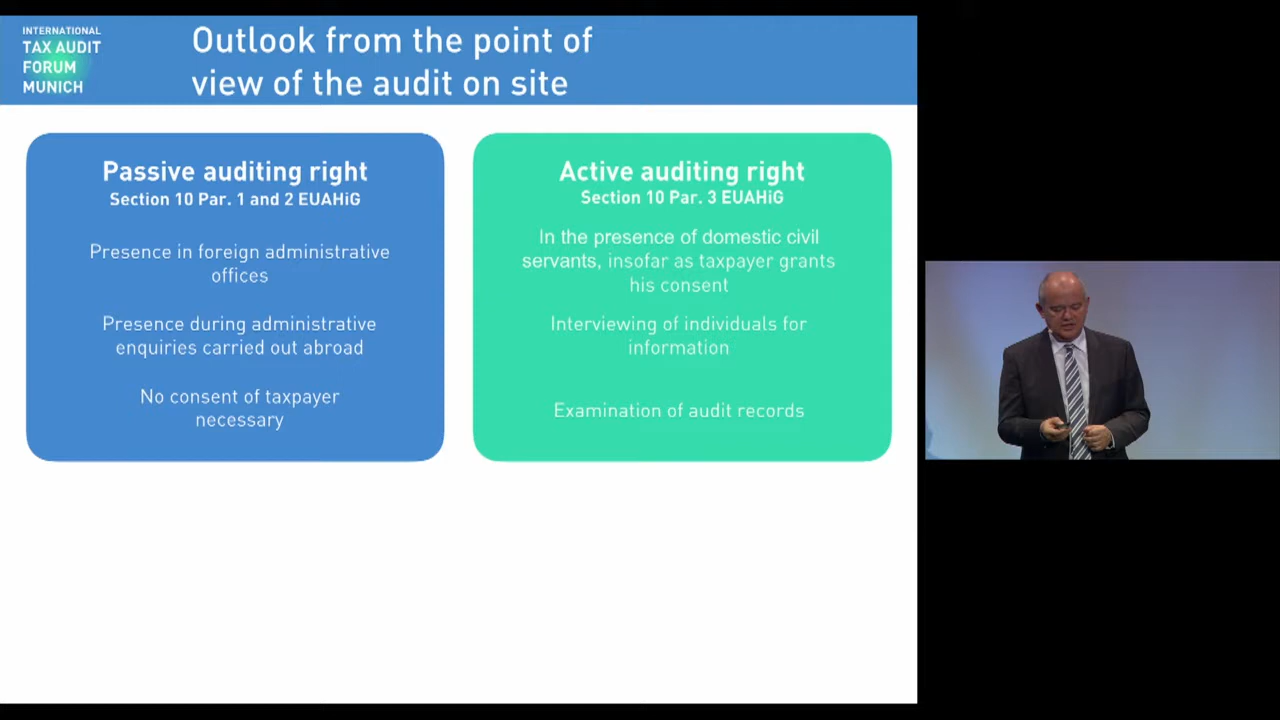 INTERNATIONAL
TAX AUDIT
FORUM
MUNICH
Outlook from the point of
view of the audit on site
Passive auditing right
Section 10 Par. 1 and 2 EUAHiG
Presence in foreign administrative
offices
Presence during administrative
enquiries carried out abroad
No consent of taxpayer
necessary
Active auditing right
Section 10 Par. 3 EUAHiG
In the presence of domestic civil
servants, insofar as taxpayer grants
his consent
Interviewing of individuals for
information
Examination of audit records